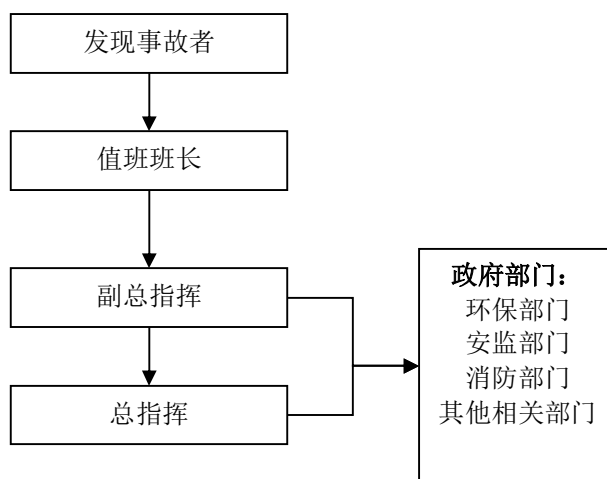 发现事故者
值班班长
副总指挥
总指挥
政府部门：
环保部门
安监部门
消防部门
其他相关部门